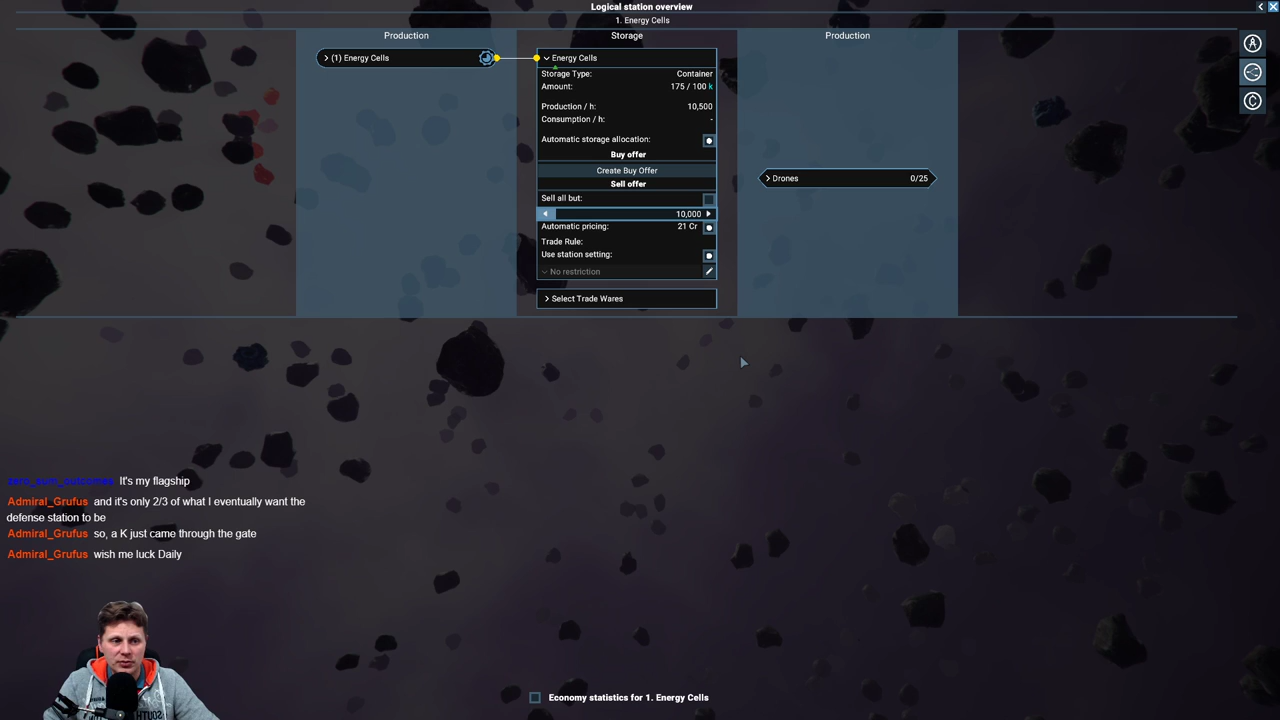 Logical station overview
1. Energy Cells
Production
Storage
Production
(1) Energy Cells
Energy Cells
Storage Type: Container
Amount: 175 / 100 k
Production / h: 10,500
Consumption / h: -
Automatic storage allocation:
Buy offer
Create Buy Offer
Sell offer
Sell all but:
10,000
Automatic pricing: 21 Cr
Trade Rule:
Use station setting:
No restriction
Select Trade Wares
Drones 0/25
A
C
zero_sum_outcomes It's my flagship
Admiral_Grufus and it's only 2/3 of what I eventually want the
defense station to be
Admiral_Grufus so, a K just came through the gate
Admiral_Grufus wish me luck Daily
Economy statistics for 1. Energy Cells